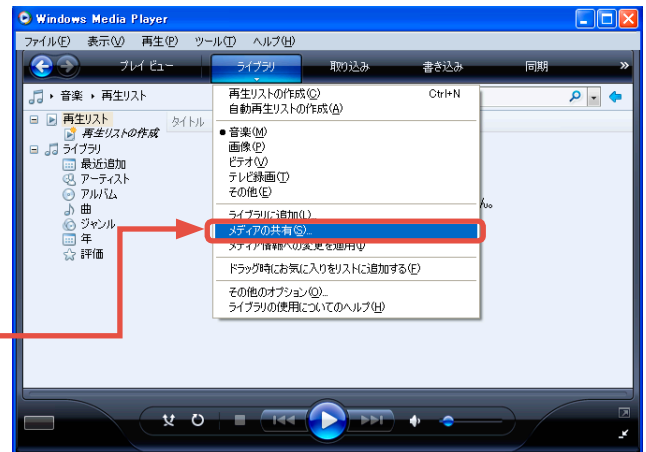 Windows Media Player
ファイル(F) 表示(V) 再生(P) ツール(T) ヘルプ(H)
プレイ ビュー ライブラリ 取り込み 書き込み 同期 »
音楽 再生リスト
再生リスト
再生リストの作成
ライブラリ
最近追加
アーティスト
アルバム
曲
ジャンル
年
評価
タイトル
再生リストの作成(C) Ctrl+N
自動再生リストの作成(A)
音楽(M)
画像(P)
ビデオ(V)
テレビ録画(T)
その他(E)
ん。
ライブラリに追加(L)...
メディアの共有(S)...
メディア情報への変更を適用(I)
ドラッグ時にお気に入りをリストに追加する(F)
その他のオプション(O)...
ライブラリの使用についてのヘルプ(H)